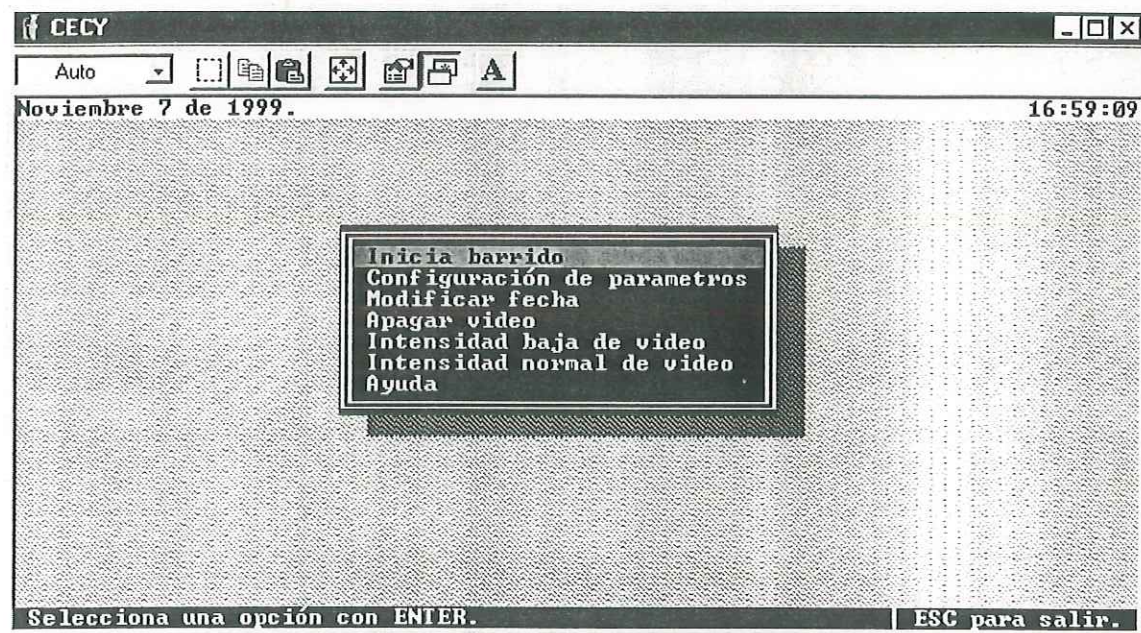 CECY
Auto
A
Noviembre 7 de 1999.
16:59:09
Inicia barrido
Configuración de parametros
Modificar fecha
Apagar video
Intensidad baja de video
Intensidad normal de video
Ayuda
Selecciona una opción con ENTER.
ESC para salir.